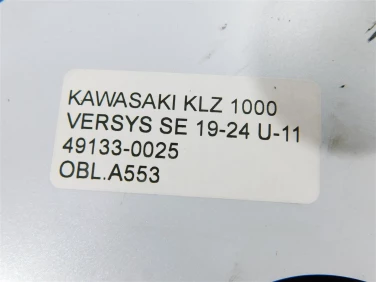 KAWASAKI KLZ 1000
VERSYS SE 19-24 U-11
49133-0025
OBL.A553